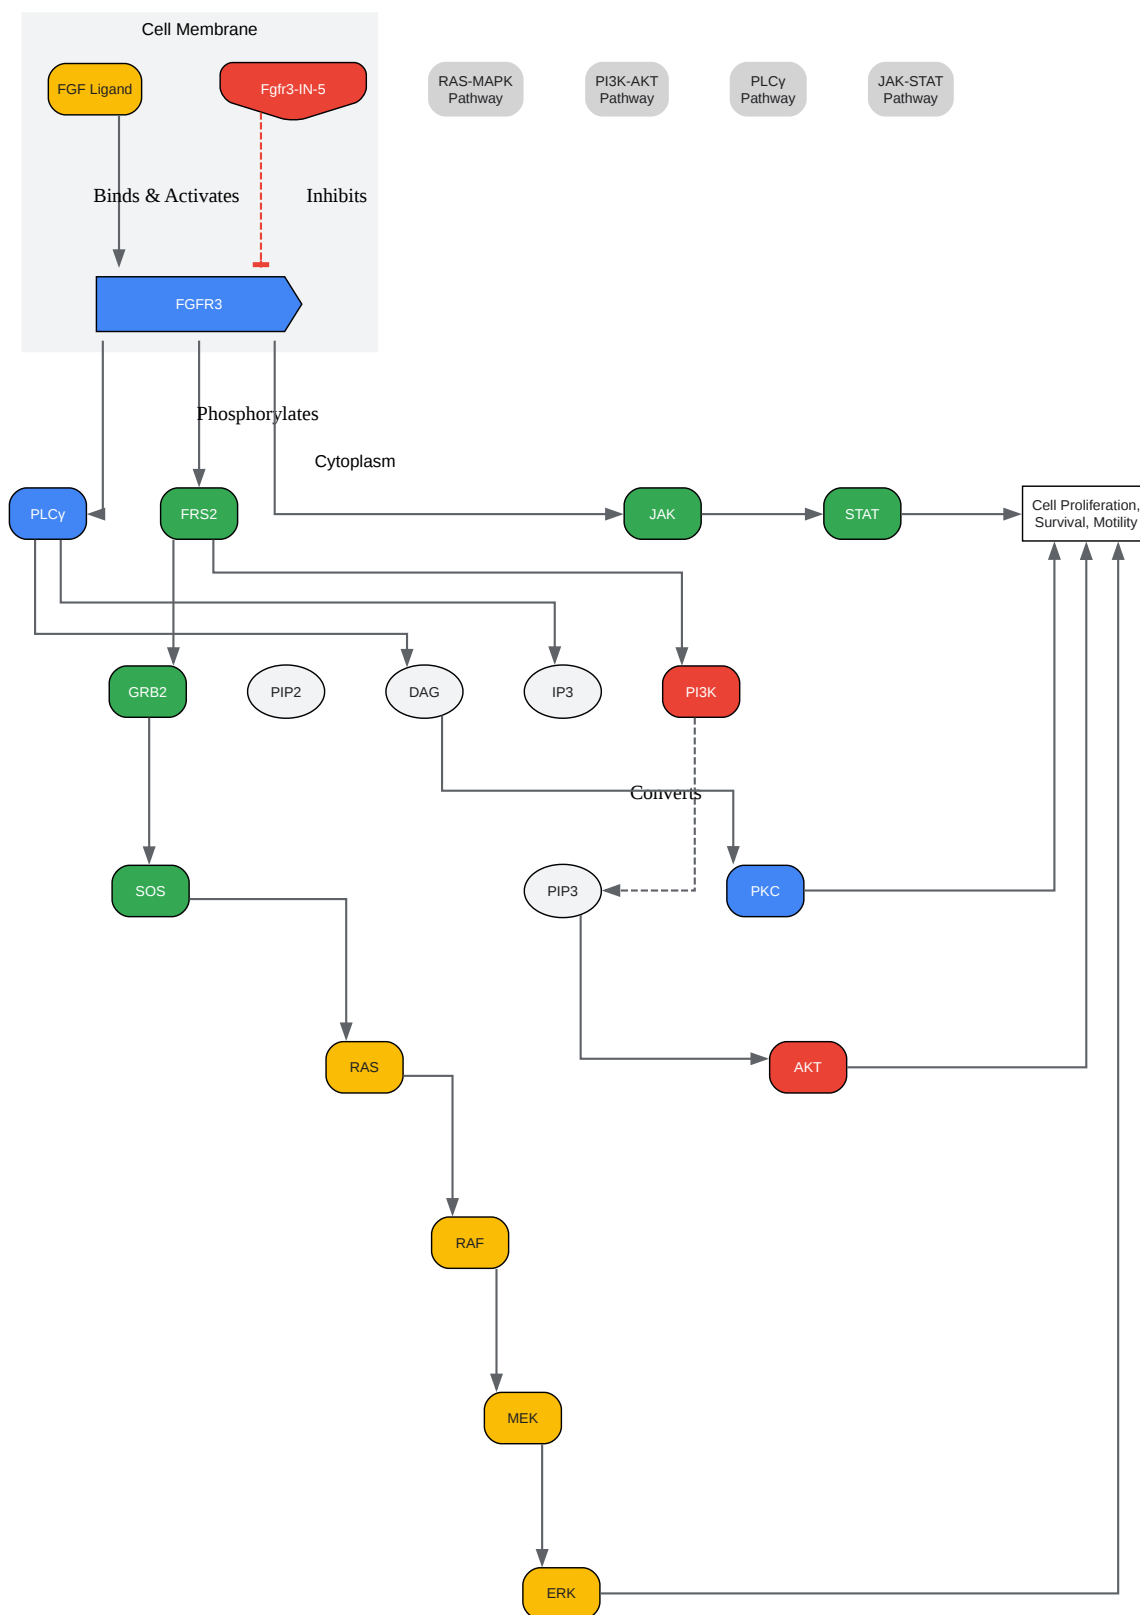 Cell Membrane
FGF Ligand
Fgfr3-IN-5
RAS-MAPK
Pathway
PI3K-AKT
Pathway
PLCγ
Pathway
JAK-STAT
Pathway
Binds & Activates
Inhibits
FGFR3
Phosphorylates
Cytoplasm
PLCγ
FRS2
JAK
STAT
Cell Proliferation,
Survival, Motility
GRB2
PIP2
DAG
IP3
PI3K
Converts
SOS
PIP3
PKC
RAS
AKT
RAF
MEK
ERK